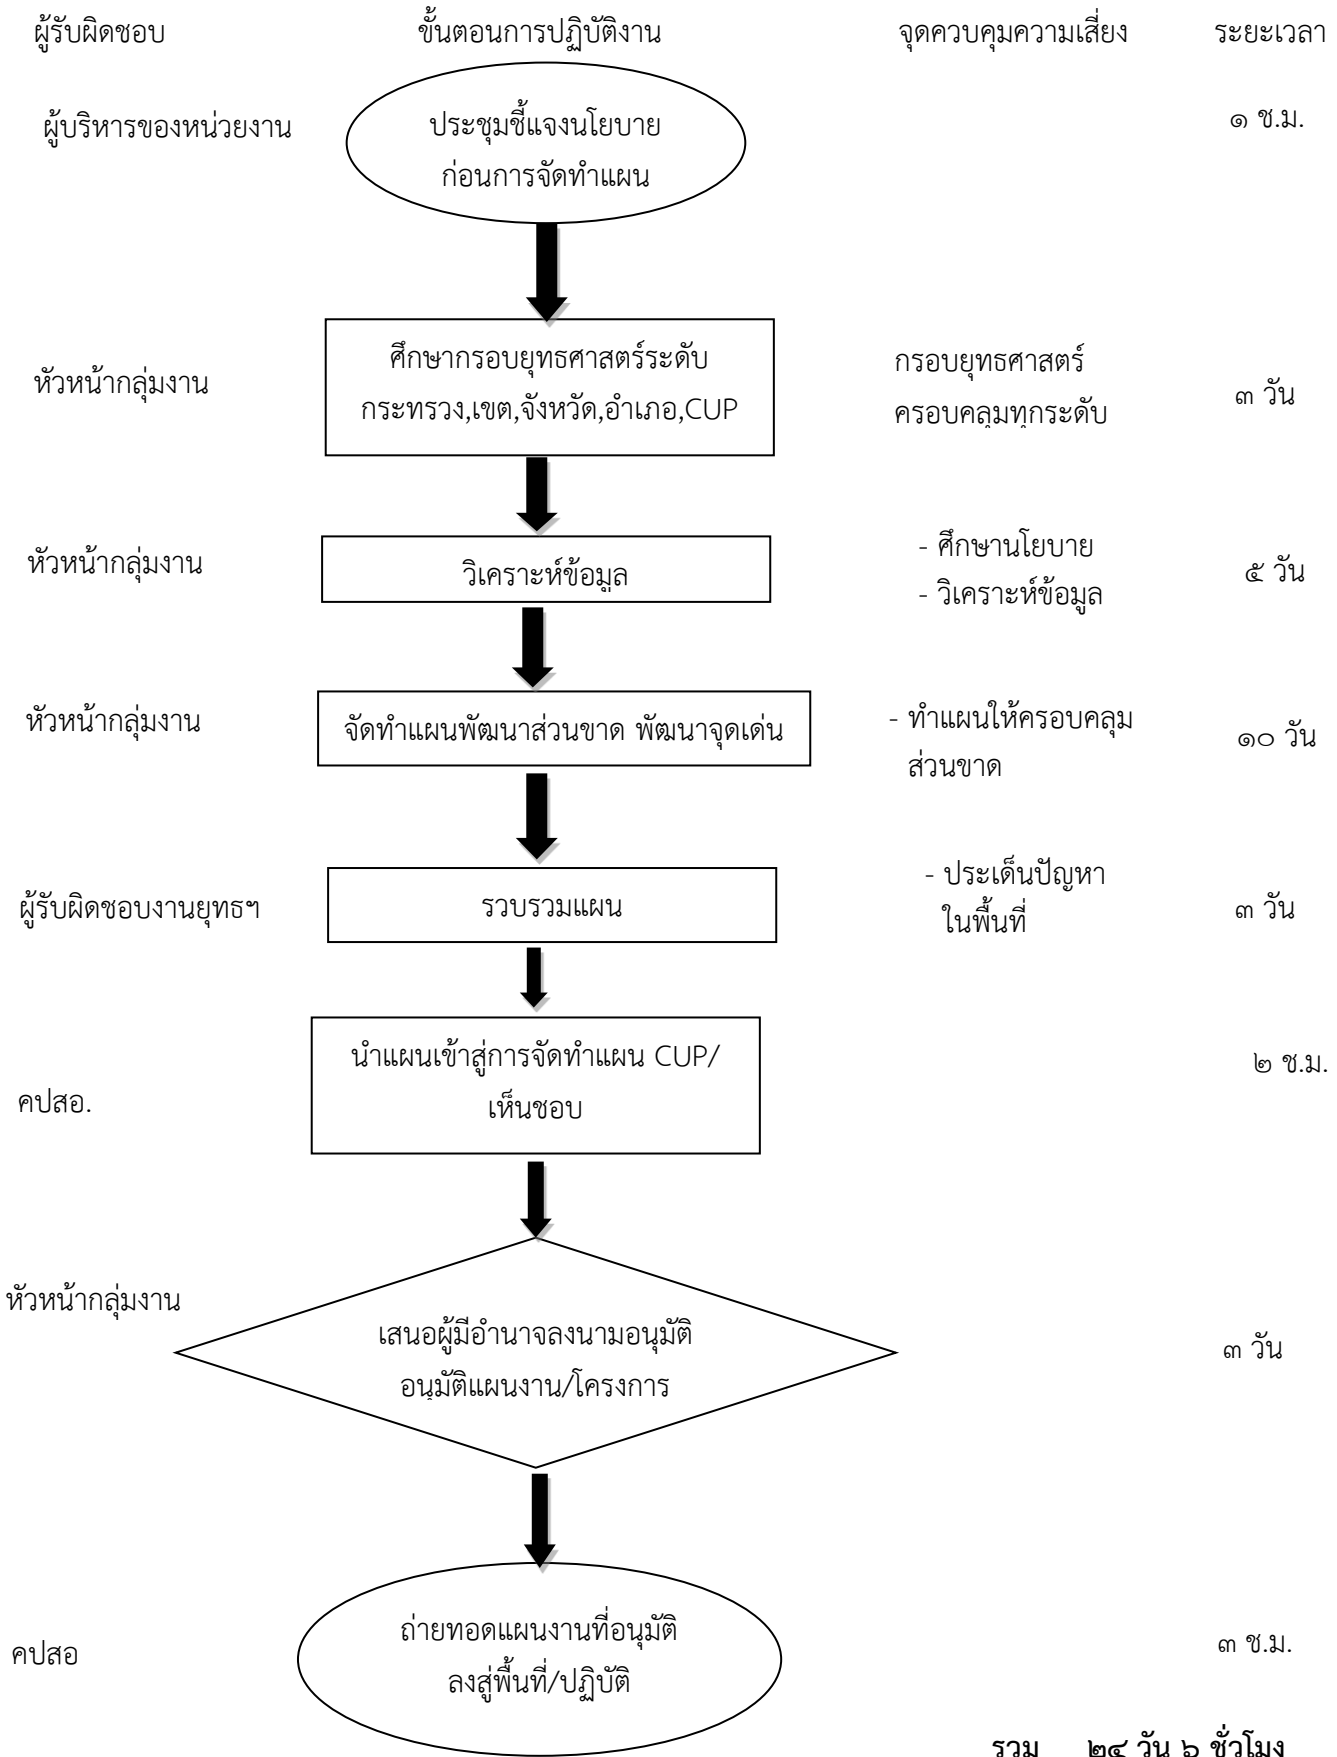 ผู้รับผิดชอบ ขั้นตอนการปฏิบัติงาน จุดควบคุมความเสี่ยง ระยะเวลา
ผู้บริหารของหน่วยงาน
ประชุมชี้แจงนโยบาย
ก่อนการจัดทำแผน
๑ ช.ม.
หัวหน้ากลุ่มงาน
ศึกษากรอบยุทธศาสตร์ระดับ
กระทรวง,เขต,จังหวัด,อำเภอ,CUP
กรอบยุทธศาสตร์
ครอบคลุมทุกระดับ
๓ วัน
หัวหน้ากลุ่มงาน
วิเคราะห์ข้อมูล
- ศึกษานโยบาย
- วิเคราะห์ข้อมูล
๕ วัน
หัวหน้ากลุ่มงาน
จัดทำแผนพัฒนาส่วนขาด พัฒนาจุดเด่น
- ทำแผนให้ครอบคลุม
ส่วนขาด
๑๐ วัน
ผู้รับผิดชอบงานยุทธฯ
รวบรวมแผน
- ประเด็นปัญหา
ในพื้นที่
๓ วัน
คปสอ.
นำแผนเข้าสู่การจัดทำแผน CUP/
เห็นชอบ
๒ ช.ม.
หัวหน้ากลุ่มงาน
เสนอผู้มีอำนาจลงนามอนุมัติ
อนุมัติแผนงาน/โครงการ
๓ วัน
คปสอ
ถ่ายทอดแผนงานที่อนุมัติ
ลงสู่พื้นที่/ปฏิบัติ
๓ ช.ม.
รวม ๒๔ วัน ๖ ชั่วโมง